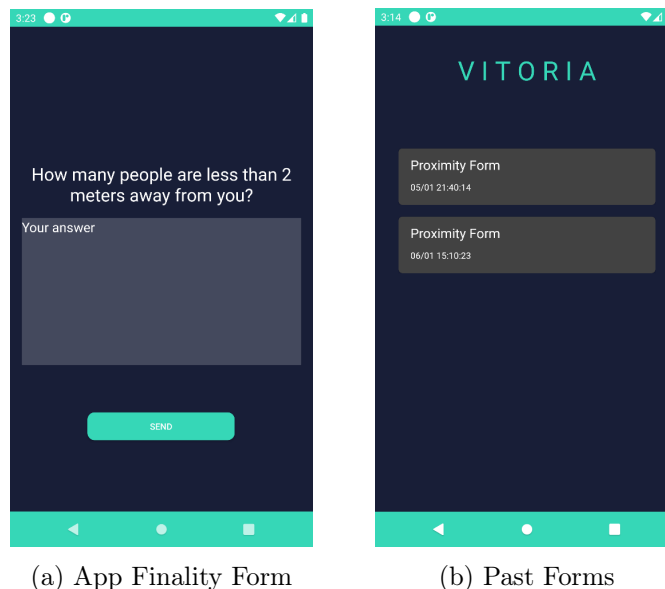 3:23
How many people are less than 2
meters away from you?
Your answer
SEND
(a) App Finality Form
3:14
VITORIA
Proximity Form
05/01 21:40:14
Proximity Form
06/01 15:10:23
(b) Past Forms